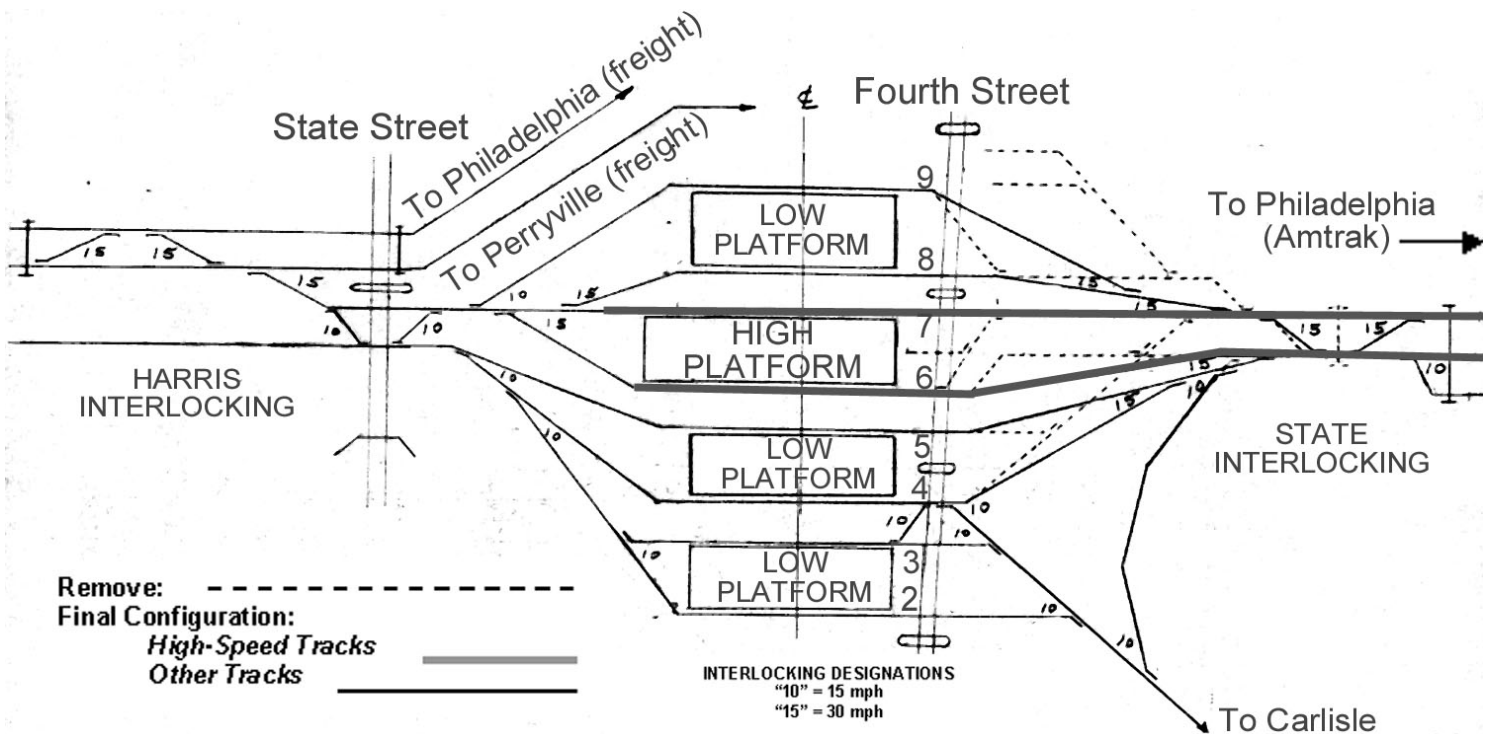 To Philadelphia (freight)
State Street
To Perryville (freight)
℄
Fourth Street
9
LOW
PLATFORM
To Philadelphia
(Amtrak)
15
15
8
15
10
15
15
15
10
10
15
HIGH
PLATFORM
7
15
15
6
HARRIS
INTERLOCKING
10
15
10
15
10
10
LOW
PLATFORM
5
4
STATE
INTERLOCKING
10
10
10
10
LOW
PLATFORM
3
2
10
10
Remove:
Final Configuration:
High-Speed Tracks
Other Tracks
INTERLOCKING DESIGNATIONS
"10" = 15 mph
"15" = 30 mph
To Carlisle